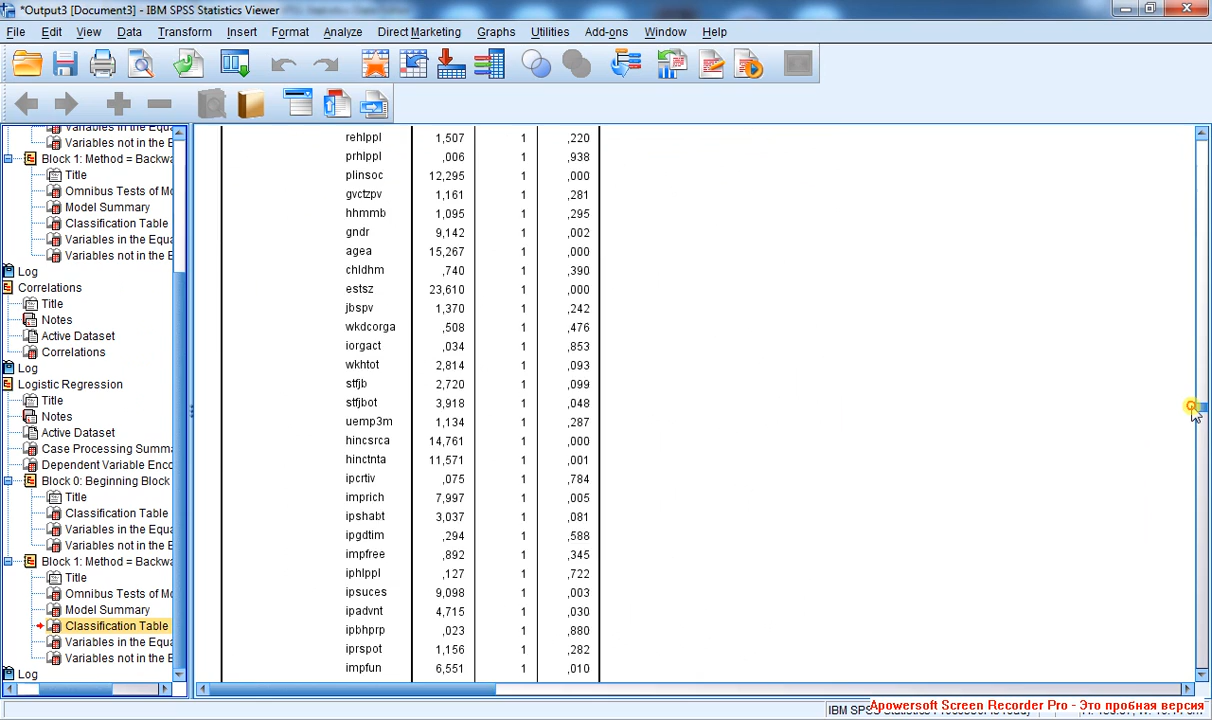 *Output3 [Document3] - IBM SPSS Statistics Viewer
File Edit View Data Transform Insert Format Analyze Direct Marketing Graphs Utilities Add-ons Window Help
Variables in the Equa
Variables not in the E
Block 1: Method = Backwa
Title
Omnibus Tests of Mo
Model Summary
Classification Table
Variables in the Equa
Variables not in the E
Log
Correlations
Title
Notes
Active Dataset
Correlations
Log
Logistic Regression
Title
Notes
Active Dataset
Case Processing Summa
Dependent Variable Enco
Block 0: Beginning Block
Title
Classification Table
Variables in the Equa
Variables not in the E
Block 1: Method = Backwa
Title
Omnibus Tests of Mo
Model Summary
Classification Table
Variables in the Equa
Variables not in the E
Log
rehlppl 1,507 1 ,220
prhlppl ,006 1 ,938
plinsoc 12,295 1 ,000
gvctzpv 1,161 1 ,281
hhmmb 1,095 1 ,295
gndr 9,142 1 ,002
agea 15,267 1 ,000
chldhm ,740 1 ,390
estsz 23,610 1 ,000
jbspv 1,370 1 ,242
wkdcorga ,508 1 ,476
iorgact ,034 1 ,853
wkhtot 2,814 1 ,093
stfjb 2,720 1 ,099
stfjbot 3,918 1 ,048
uemp3m 1,134 1 ,287
hincsrca 14,761 1 ,000
hinctnta 11,571 1 ,001
ipcrtiv ,075 1 ,784
imprich 7,997 1 ,005
ipshabt 3,037 1 ,081
ipgdtim ,294 1 ,588
impfree ,892 1 ,345
iphlppl ,127 1 ,722
ipsuces 9,098 1 ,003
ipadvnt 4,715 1 ,030
ipbhprp ,023 1 ,880
iprspot 1,156 1 ,282
impfun 6,551 1 ,010
IBM SPSS Statistics
Apowersoft Screen Recorder Pro - Это пробная версия